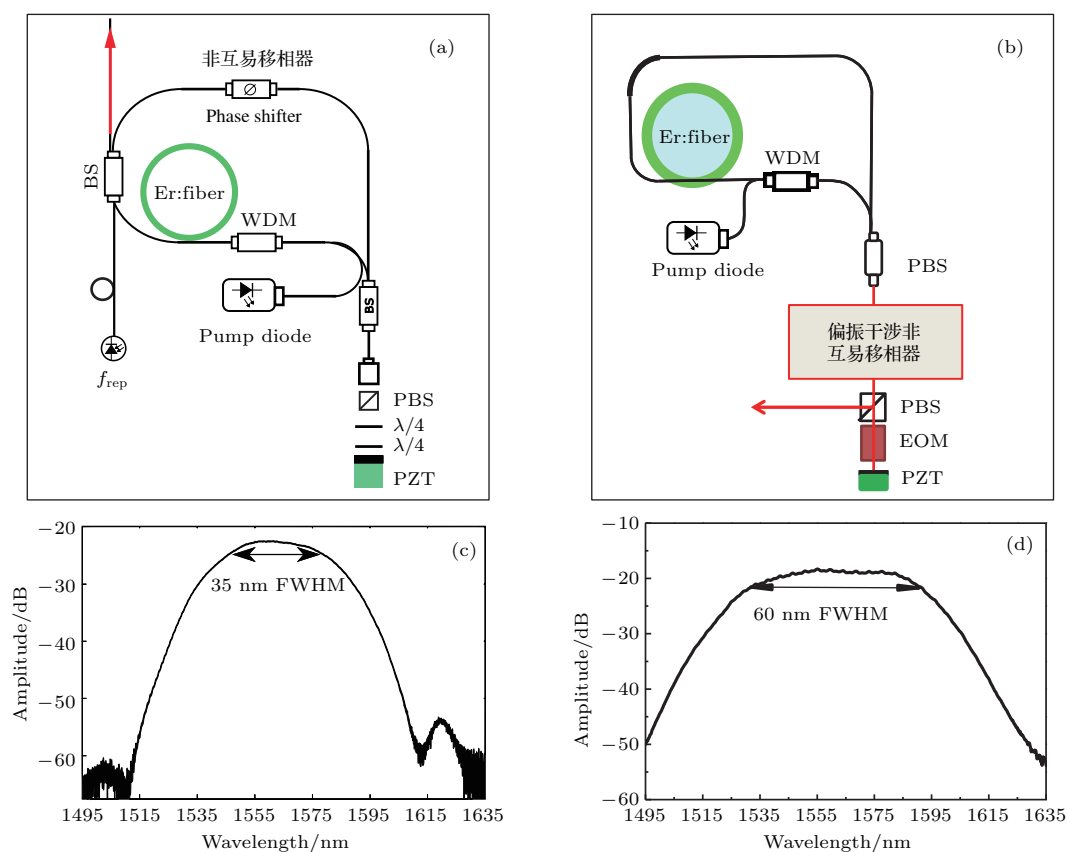 (a)
非互易移相器
Phase shifter
BS
Er:fiber
WDM
Pump diode
BS
f_rep
PBS
λ/4
λ/4
PZT
(b)
Er:fiber
WDM
Pump diode
PBS
偏振干涉非
互易移相器
PBS
EOM
PZT
(c)
−20
−30
−40
−50
−60
Amplitude/dB
35 nm FWHM
1495 1515 1535 1555 1575 1595 1615 1635
Wavelength/nm
(d)
−10
−20
−30
−40
−50
−60
Amplitude/dB
60 nm FWHM
1495 1515 1535 1555 1575 1595 1615 1635
Wavelength/nm